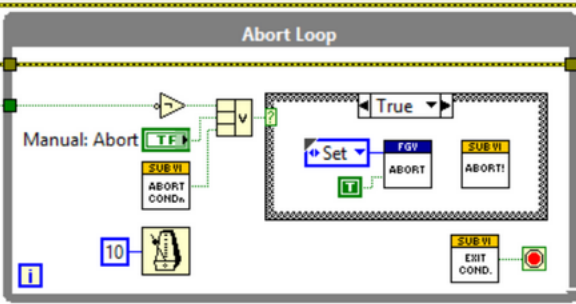 Abort Loop
True
Manual: Abort
TF
v
?
Set
FGV
ABORT
SUB VI
ABORT!
SUB VI
ABORT
CONDn
T
10
SUB VI
EXIT
COND.
i